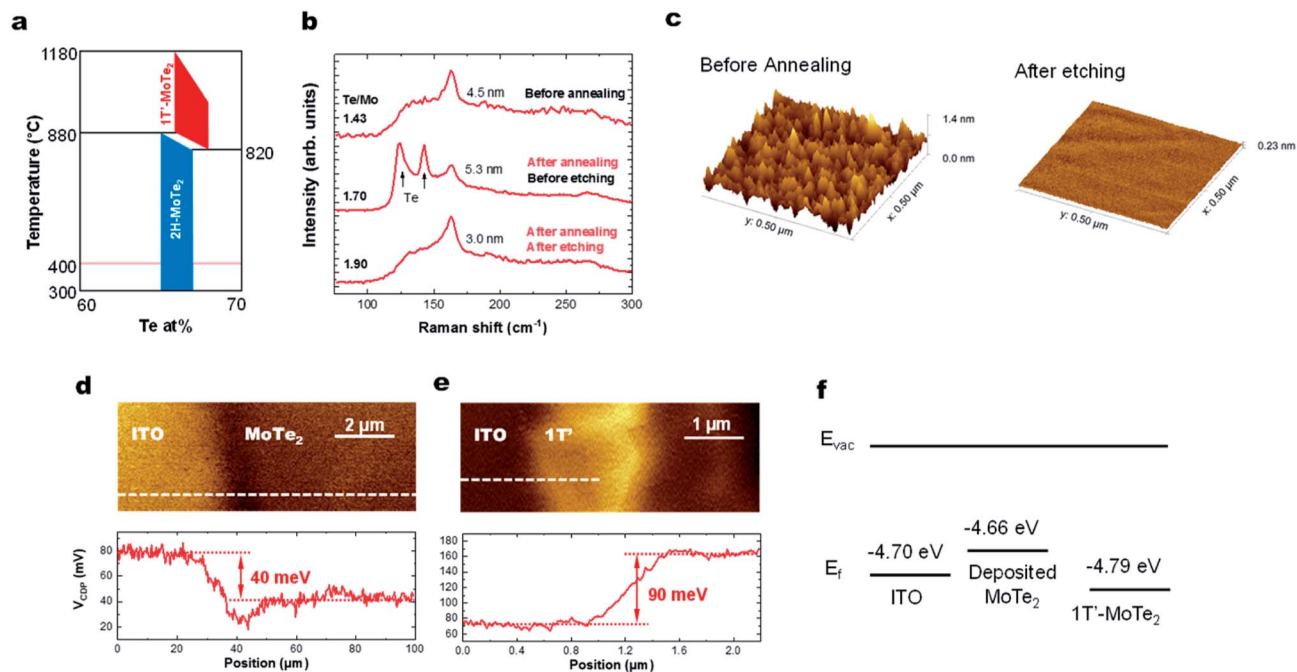 a
1180
880
820
400
300
60
70
Temperature (°C)
Te at%
1T'-MoTe2
2H-MoTe2
b
Te/Mo
1.43
4.5 nm
Before annealing
1.70
5.3 nm
After annealing
Before etching
Te
1.90
3.0 nm
After annealing
After etching
Intensity (arb. units)
100 150 200 250 300
Raman shift (cm-1)
c
Before Annealing
1.4 nm
0.0 nm
x: 0.50 µm
y: 0.50 µm
After etching
0.23 nm
x: 0.50 µm
y: 0.50 µm
d
ITO MoTe2 2 µm
VCDP (mV)
100
80
60
40
20
0
40 meV
0 20 40 60 80 100
Position (µm)
e
ITO 1T' 1 µm
180
160
140
120
100
80
60
90 meV
0.0 0.4 0.8 1.2 1.6 2.0
Position (µm)
f
Evac
Ef
-4.70 eV
ITO
-4.66 eV
Deposited
MoTe2
-4.79 eV
1T'-MoTe2